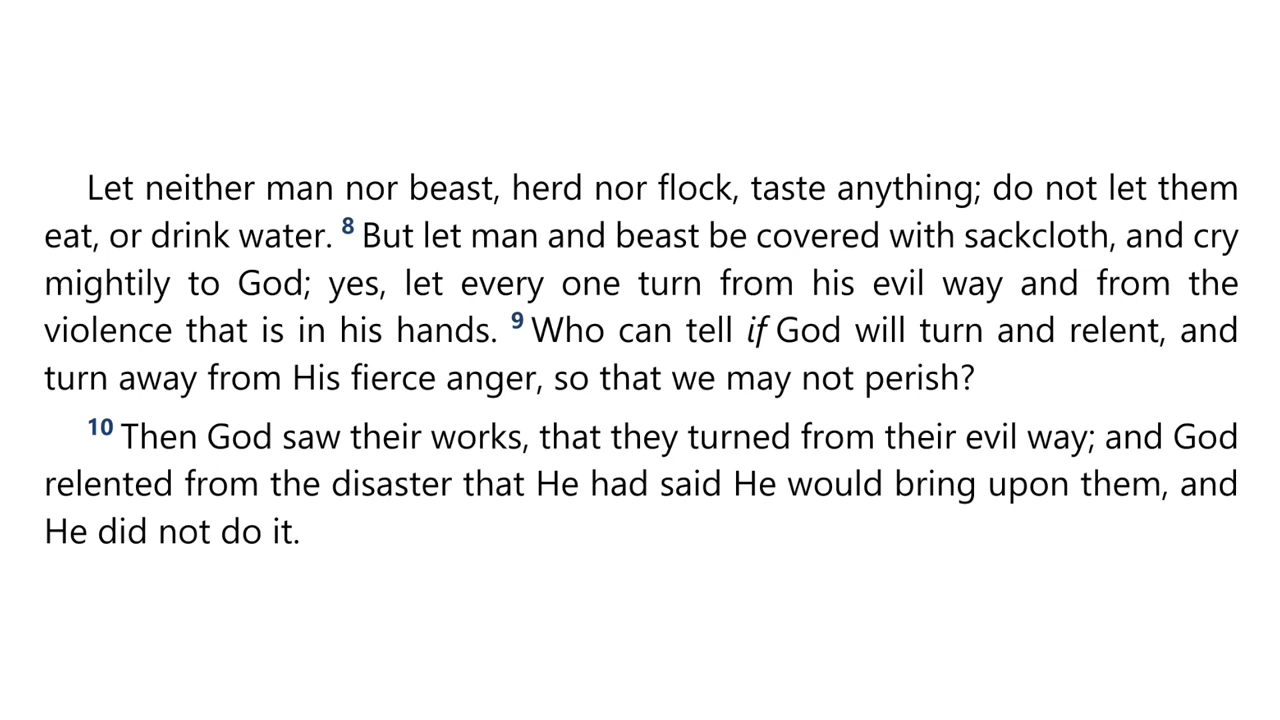 Let neither man nor beast, herd nor flock, taste anything; do not let them
eat, or drink water. 8 But let man and beast be covered with sackcloth, and cry
mightily to God; yes, let every one turn from his evil way and from the
violence that is in his hands. 9 Who can tell if God will turn and relent, and
turn away from His fierce anger, so that we may not perish?
10 Then God saw their works, that they turned from their evil way; and God
relented from the disaster that He had said He would bring upon them, and
He did not do it.